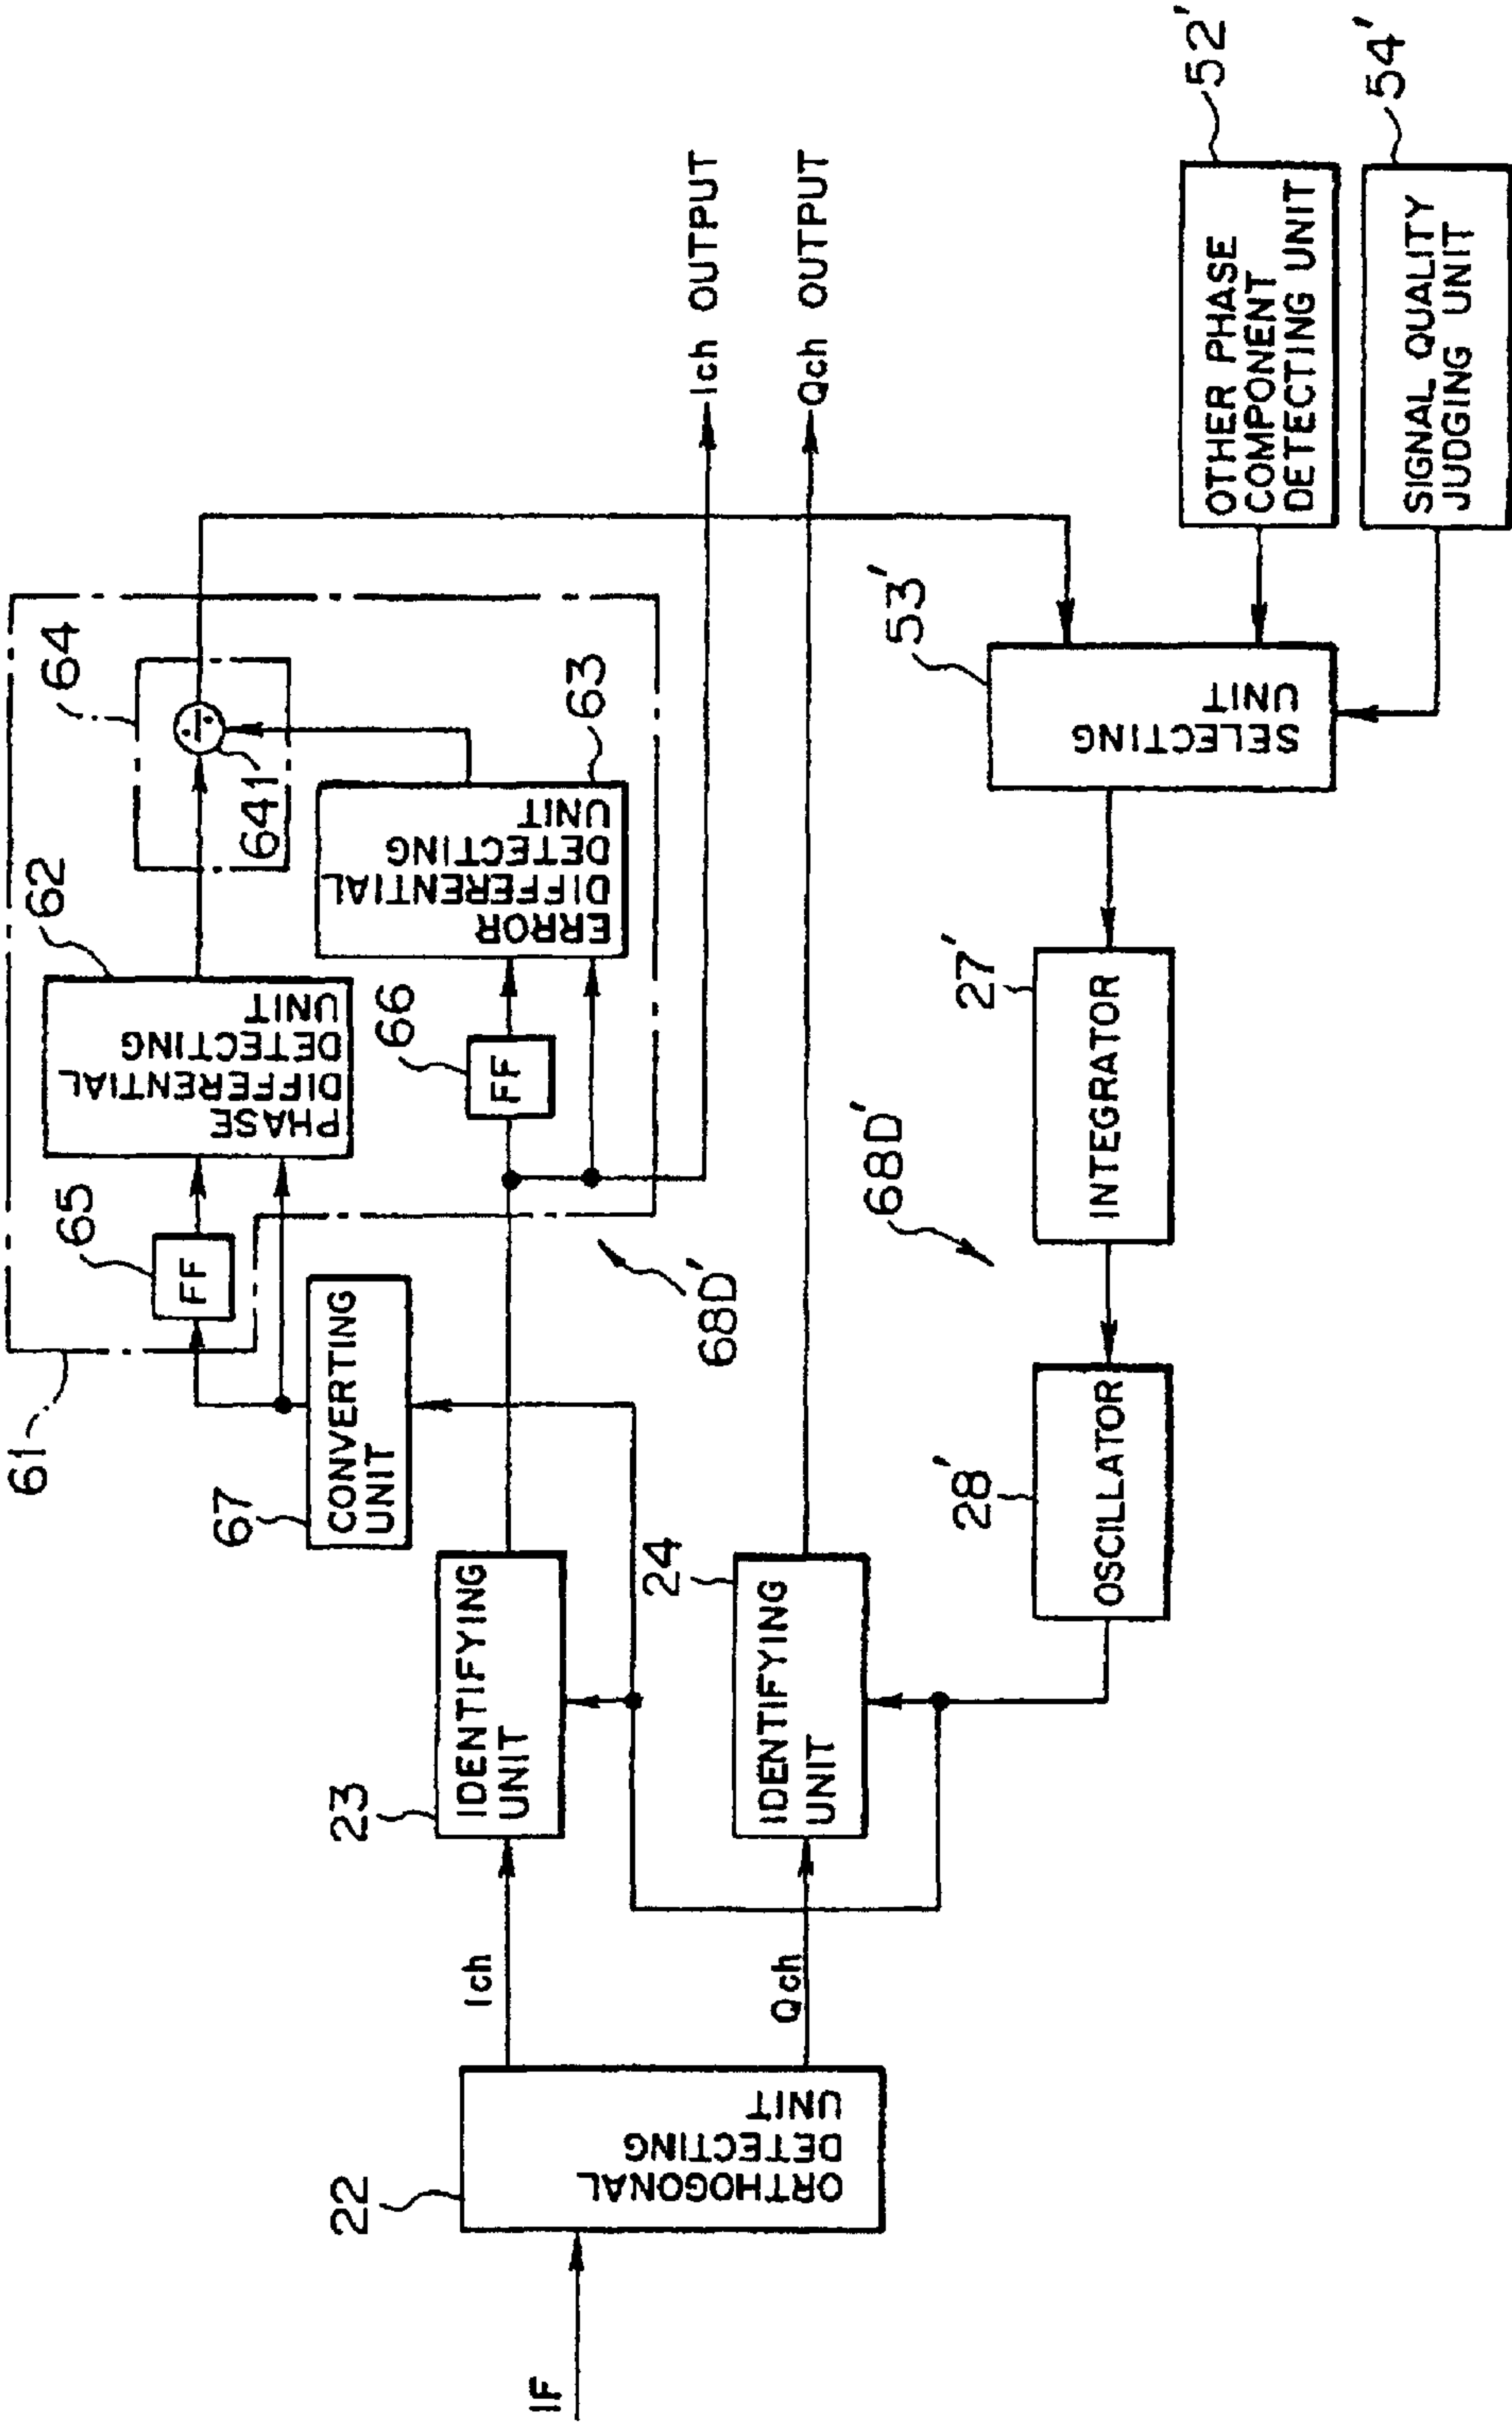 IF
22
ORTHOGONAL
DETECTING
UNIT
Ich
Qch
23
IDENTIFYING
UNIT
24
IDENTIFYING
UNIT
67
CONVERTING
UNIT
61
65
FF
62
PHASE
DIFFERENTIAL
DETECTING
UNIT
66
FF
63
ERROR
DIFFERENTIAL
DETECTING
UNIT
64
÷
641
68D'
Ich OUTPUT
Qch OUTPUT
68D'
28'
OSCILLATOR
27'
INTEGRATOR
53'
SELECTING
UNIT
52'
OTHER PHASE
COMPONENT
DETECTING UNIT
54'
SIGNAL QUALITY
JUDGING UNIT